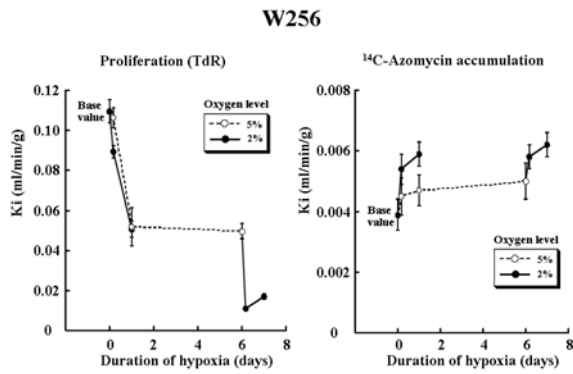 W256
Proliferation (TdR)
Ki (ml/min/g)
0.12
0.10
0.08
0.06
0.04
0.02
0
Base
value
Oxygen level
5%
2%
-2 0 2 4 6 8
Duration of hypoxia (days)
¹⁴C-Azomycin accumulation
Ki (ml/min/g)
0.008
0.006
0.004
0.002
0
Base
value
Oxygen level
5%
2%
-2 0 2 4 6 8
Duration of hypoxia (days)